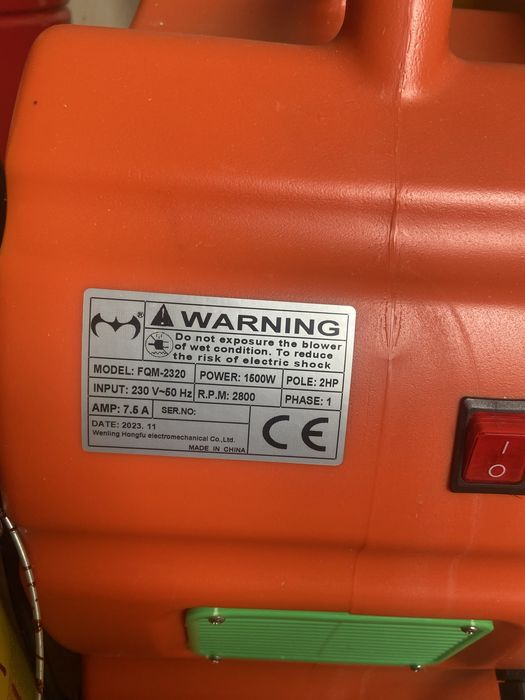 ®
WARNING
Do not exposure the blower
of wet condition. To reduce
the risk of electric shock
MODEL: FQM-2320 POWER: 1500W POLE: 2HP
INPUT: 230 V~50 Hz R.P.M: 2800 PHASE: 1
AMP: 7.5 A SER.NO:
DATE: 2023. 11
Wenling Hongfu electromechanical Co.,Ltd.
MADE IN CHINA
CE
I
O